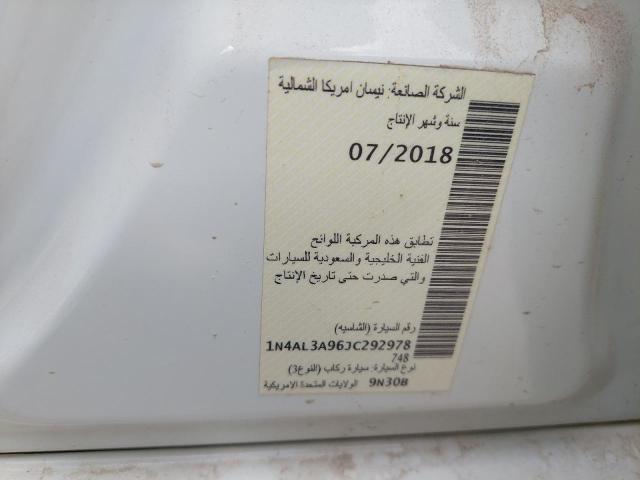 الشركة الصانعة: نيسان امريكا الشمالية
سنة وشهر الإنتاج
07/2018
تطابق هذه المركبة اللوائح
الفنية الخليجية والسعودية للسيارات
والتي صدرت حتى تاريخ الإنتاج
رقم السيارة (الشاسيه)
1N4AL3A96JC292978
748
نوع السيارة: سيارة ركاب (النوع3)
الولايات المتحدة الامريكية 9N30B